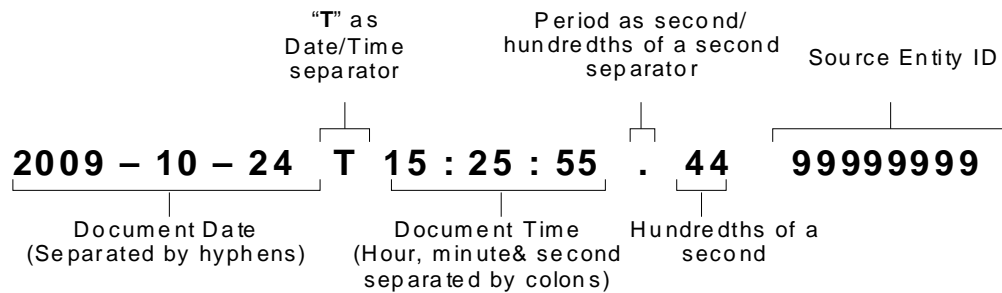 “T” as
Date/Time
separator
Period as second/
hundredths of a second
separator
Source Entity ID
2009 – 10 – 24 T 15 : 25 : 55 . 44 99999999
Document Date
(Separated by hyphens)
Document Time
(Hour, minute& second
separated by colons)
Hundredths of a
second